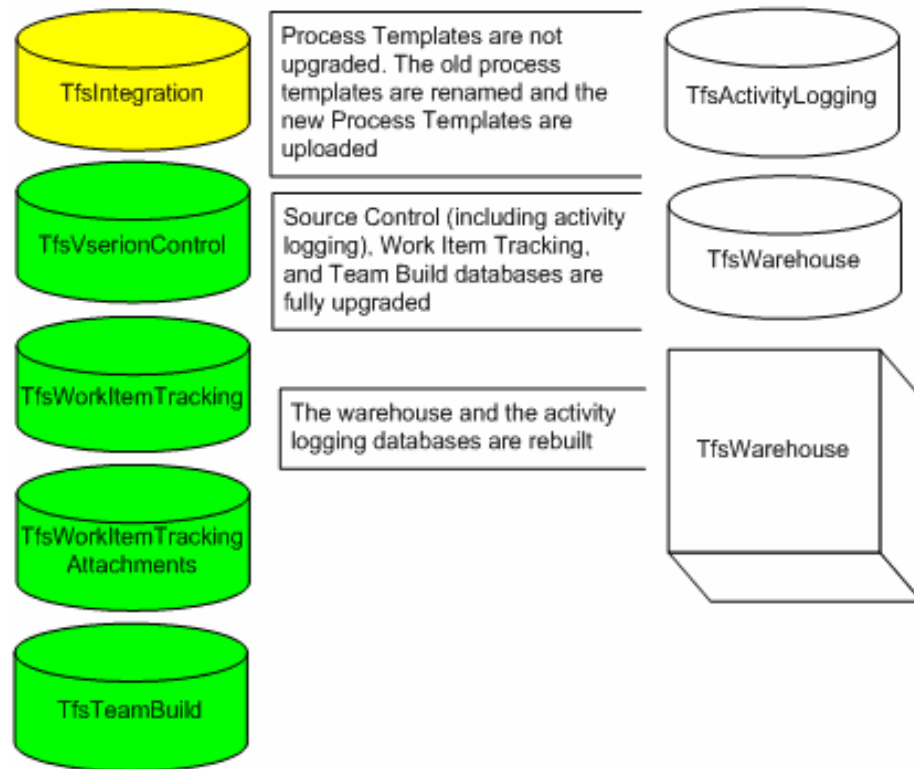 TfsIntegration
Process Templates are not
upgraded. The old process
templates are renamed and the
new Process Templates are
uploaded
TfsActivityLogging
TfsVserionControl
Source Control (including activity
logging), Work Item Tracking,
and Team Build databases are
fully upgraded
TfsWarehouse
TfsWorkItemTracking
The warehouse and the activity
logging databases are rebuilt
TfsWarehouse
TfsWorkItemTracking
Attachments
TfsTeamBuild